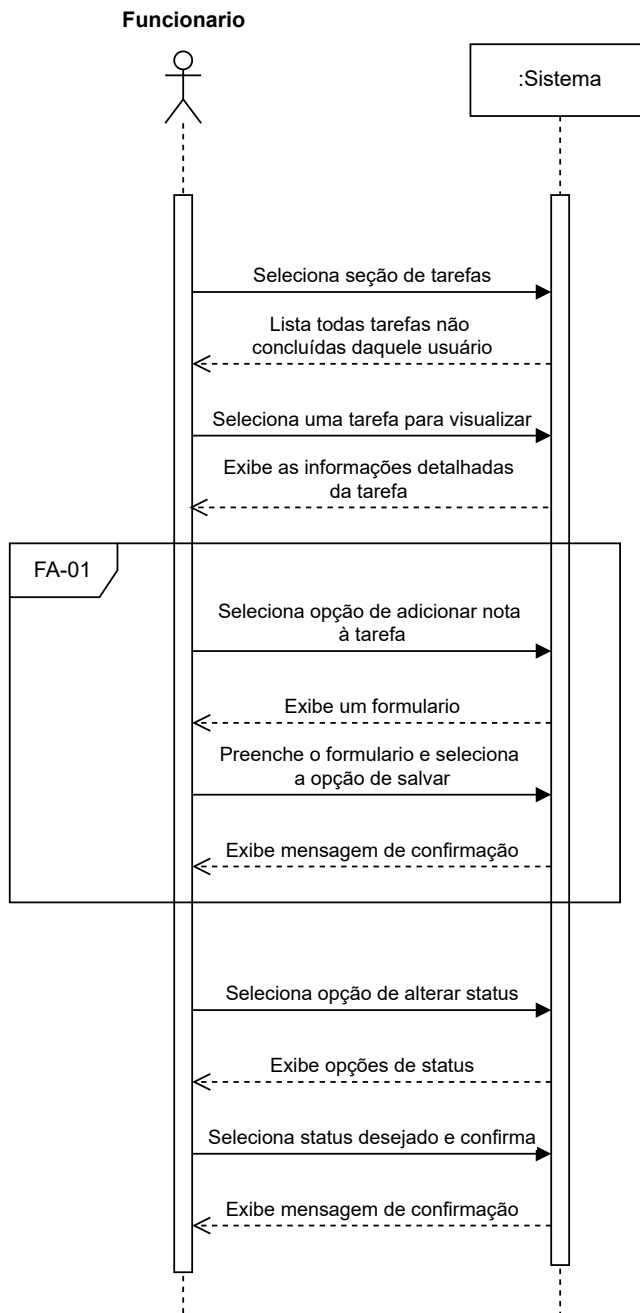 Funcionario
:Sistema
Seleciona seção de tarefas
Lista todas tarefas não
concluídas daquele usuário
Seleciona uma tarefa para visualizar
Exibe as informações detalhadas
da tarefa
FA-01
Seleciona opção de adicionar nota
à tarefa
Exibe um formulario
Preenche o formulario e seleciona
a opção de salvar
Exibe mensagem de confirmação
Seleciona opção de alterar status
Exibe opções de status
Seleciona status desejado e confirma
Exibe mensagem de confirmação